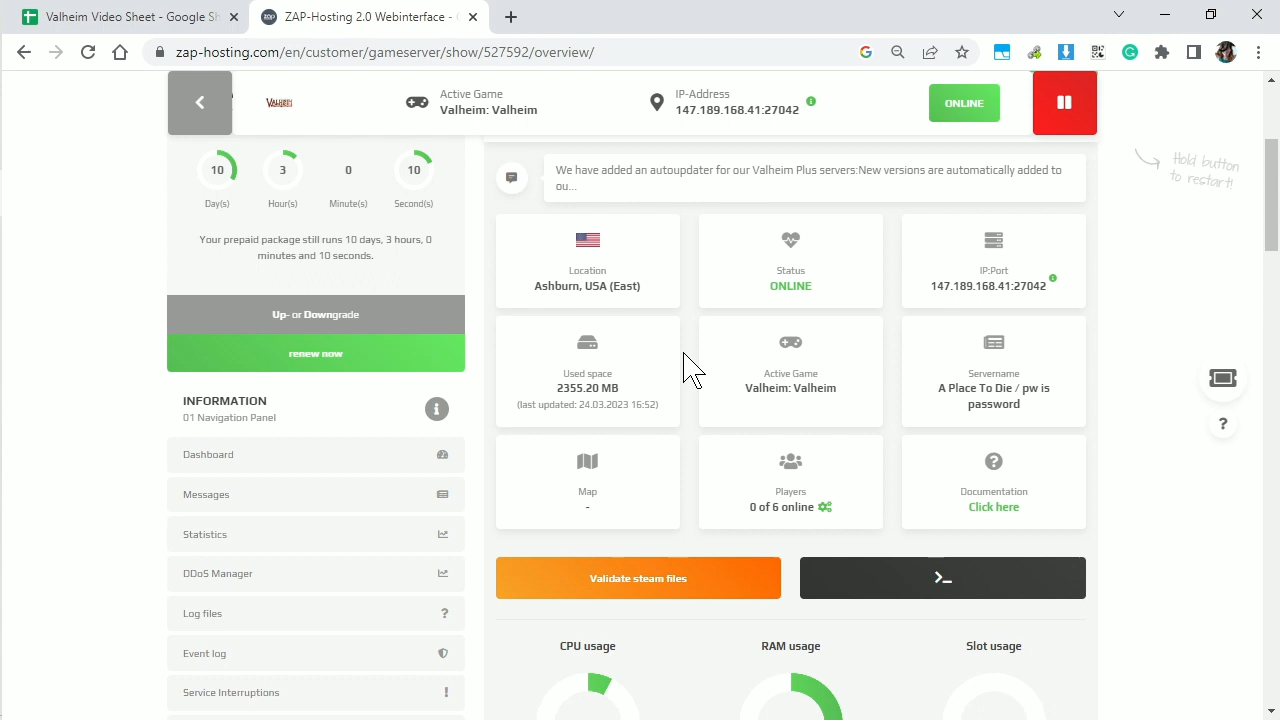 Valheim Video Sheet - Google Sh
ZAP-Hosting 2.0 Webinterface -
zap-hosting.com/en/customer/gameserver/show/527592/overview/
VALHEIM
Active Game
Valheim: Valheim
IP-Address
147.189.168.41:27042
ONLINE
Hold button
to restart!
10
3
0
10
Day(s)
Hour(s)
Minute(s)
Second(s)
Your prepaid package still runs 10 days, 3 hours, 0
minutes and 10 seconds.
Up- or Downgrade
renew now
INFORMATION
01 Navigation Panel
Dashboard
Messages
Statistics
DDoS Manager
Log files
Event log
Service Interruptions
We have added an autoupdater for our Valheim Plus servers:New versions are automatically added to
ou...
Location
Ashburn, USA (East)
Status
ONLINE
IP:Port
147.189.168.41:27042
Used space
2355.20 MB
(last updated: 24.03.2023 16:52)
Active Game
Valheim: Valheim
Servername
A Place To Die / pw is
password
Map
-
Players
0 of 6 online
Documentation
Click here
Validate steam files
CPU usage
RAM usage
Slot usage